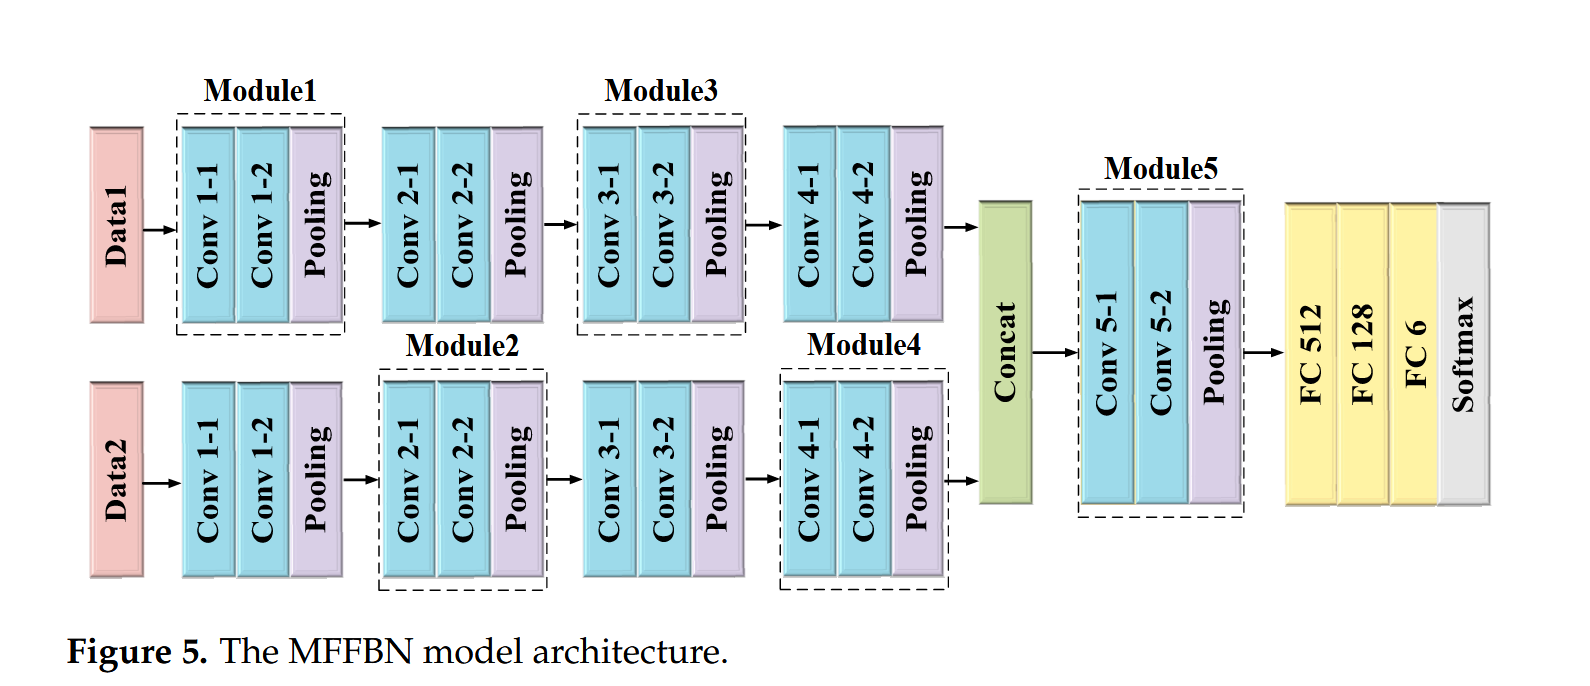 Module1
Module3
Data1
Conv 1-1
Conv 1-2
Pooling
Conv 2-1
Conv 2-2
Pooling
Conv 3-1
Conv 3-2
Pooling
Conv 4-1
Conv 4-2
Pooling
Module2
Module4
Data2
Conv 1-1
Conv 1-2
Pooling
Conv 2-1
Conv 2-2
Pooling
Conv 3-1
Conv 3-2
Pooling
Conv 4-1
Conv 4-2
Pooling
Concat
Module5
Conv 5-1
Conv 5-2
Pooling
FC 512
FC 128
FC 6
Softmax
Figure 5. The MFFBN model architecture.